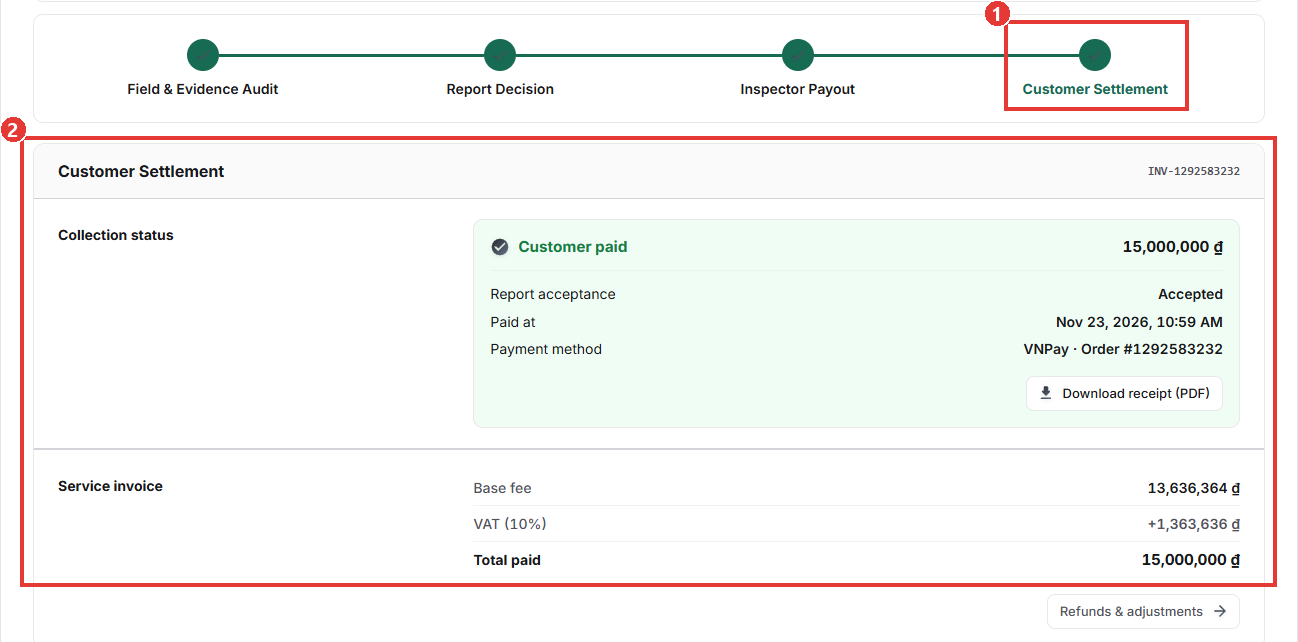 1
Field & Evidence Audit
Report Decision
Inspector Payout
Customer Settlement
2
Customer Settlement
INV-1292583232
Collection status
Customer paid
15,000,000 ₫
Report acceptance
Accepted
Paid at
Nov 23, 2026, 10:59 AM
Payment method
VNPay · Order #1292583232
Download receipt (PDF)
Service invoice
Base fee
13,636,364 ₫
VAT (10%)
+1,363,636 ₫
Total paid
15,000,000 ₫
Refunds & adjustments